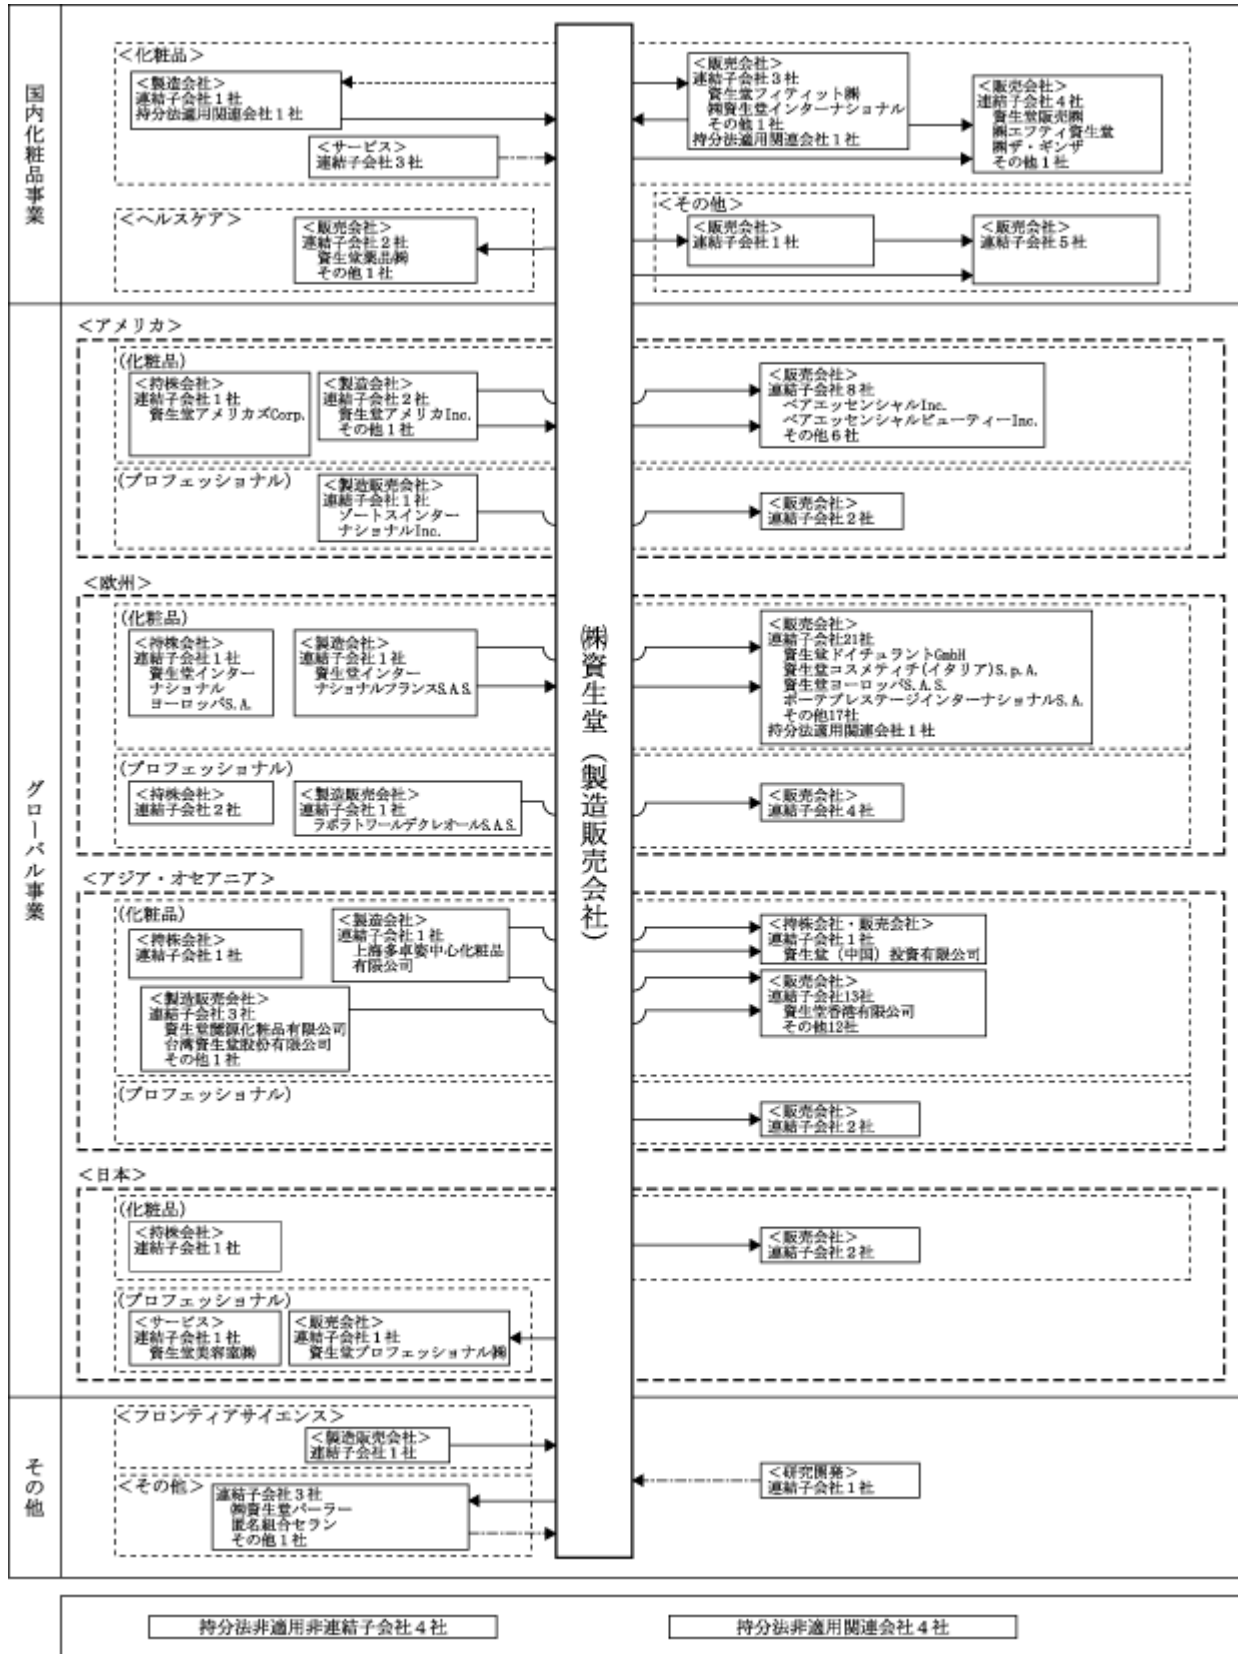 国内化粧品事業
＜化粧品＞
＜製造会社＞
連結子会社１社
持分法適用関連会社１社
＜サービス＞
連結子会社３社
＜販売会社＞
連結子会社３社
資生堂フィティット㈱
㈱資生堂インターナショナル
その他１社
持分法適用関連会社１社
＜販売会社＞
連結子会社４社
資生堂販売㈱
㈱エフティ資生堂
㈱ザ・ギンザ
その他１社
＜ヘルスケア＞
＜販売会社＞
連結子会社２社
資生堂薬品㈱
その他１社
＜その他＞
＜販売会社＞
連結子会社１社
＜販売会社＞
連結子会社５社
㈱資生堂（製造販売会社）
グローバル事業
＜アメリカ＞
(化粧品)
＜持株会社＞
連結子会社１社
資生堂アメリカズCorp.
＜製造会社＞
連結子会社２社
資生堂アメリカInc.
その他１社
＜販売会社＞
連結子会社８社
ベアエッセンシャルInc.
ベアエッセンシャルビューティーInc.
その他６社
(プロフェッショナル)
＜製造販売会社＞
連結子会社１社
ゾートスインター
ナショナルInc.
＜販売会社＞
連結子会社２社
＜欧州＞
(化粧品)
＜持株会社＞
連結子会社１社
資生堂インター
ナショナル
ヨーロッパS.A.
＜製造会社＞
連結子会社１社
資生堂インター
ナショナルフランスS.A.S.
＜販売会社＞
連結子会社21社
資生堂ドイチュラントGmbH
資生堂コスメティチ(イタリア)S.p.A.
資生堂ヨーロッパS.A.S.
ボーテプレステージインターナショナルS.A.
その他17社
持分法適用関連会社１社
(プロフェッショナル)
＜持株会社＞
連結子会社２社
＜製造販売会社＞
連結子会社１社
ラボラトワールデクレオールS.A.S.
＜販売会社＞
連結子会社４社
＜アジア・オセアニア＞
(化粧品)
＜持株会社＞
連結子会社１社
＜製造会社＞
連結子会社１社
上海卓多姿中心化粧品
有限公司
＜持株会社・販売会社＞
連結子会社１社
資生堂（中国）投資有限公司
＜製造販売会社＞
連結子会社３社
資生堂麗源化粧品有限公司
台湾資生堂股份有限公司
その他１社
＜販売会社＞
連結子会社13社
資生堂香港有限公司
その他12社
(プロフェッショナル)
＜販売会社＞
連結子会社２社
＜日本＞
(化粧品)
＜持株会社＞
連結子会社１社
＜販売会社＞
連結子会社２社
(プロフェッショナル)
＜サービス＞
連結子会社１社
資生堂美容室㈱
＜販売会社＞
連結子会社１社
資生堂プロフェッショナル㈱
その他
＜フロンティアサイエンス＞
＜製造販売会社＞
連結子会社１社
＜その他＞
連結子会社３社
㈱資生堂パーラー
匿名組合セラン
その他１社
＜研究開発＞
連結子会社１社
持分法非適用非連結子会社４社
持分法非適用関連会社４社